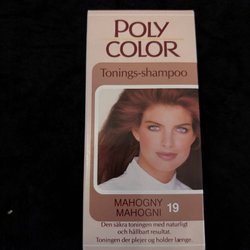 POLY
COLOR
Tonings-shampoo
MAHOGNY
MAHOGNI 19
Den säkra toningen med naturligt
och hållbart resultat.
Toningen der plejer og holder længe.